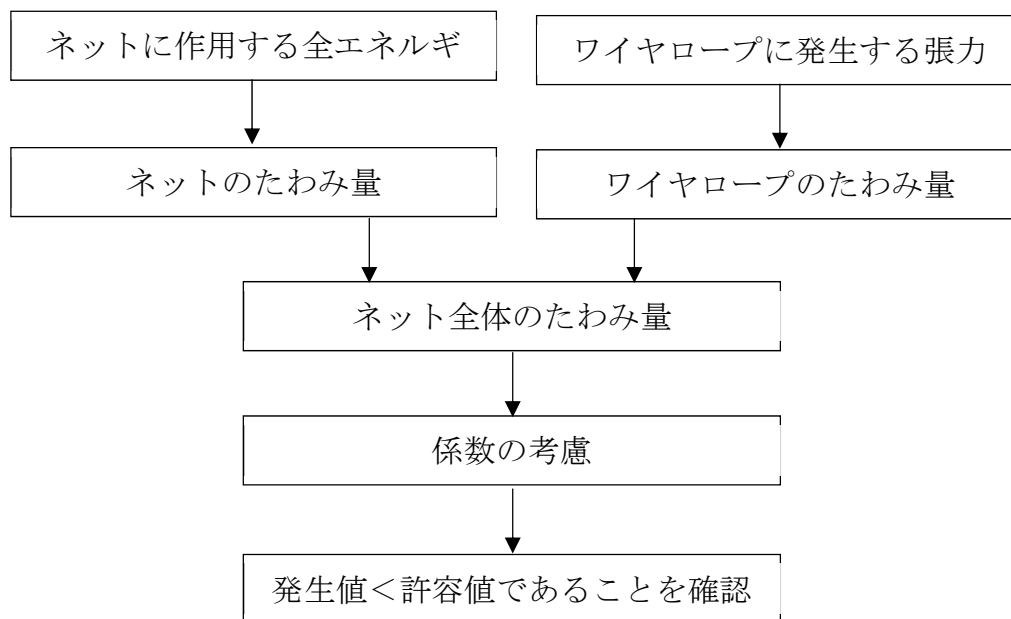 ネットに作用する全エネルギ
ワイヤロープに発生する張力
ネットのたわみ量
ワイヤロープのたわみ量
ネット全体のたわみ量
係数の考慮
発生値＜許容値であることを確認